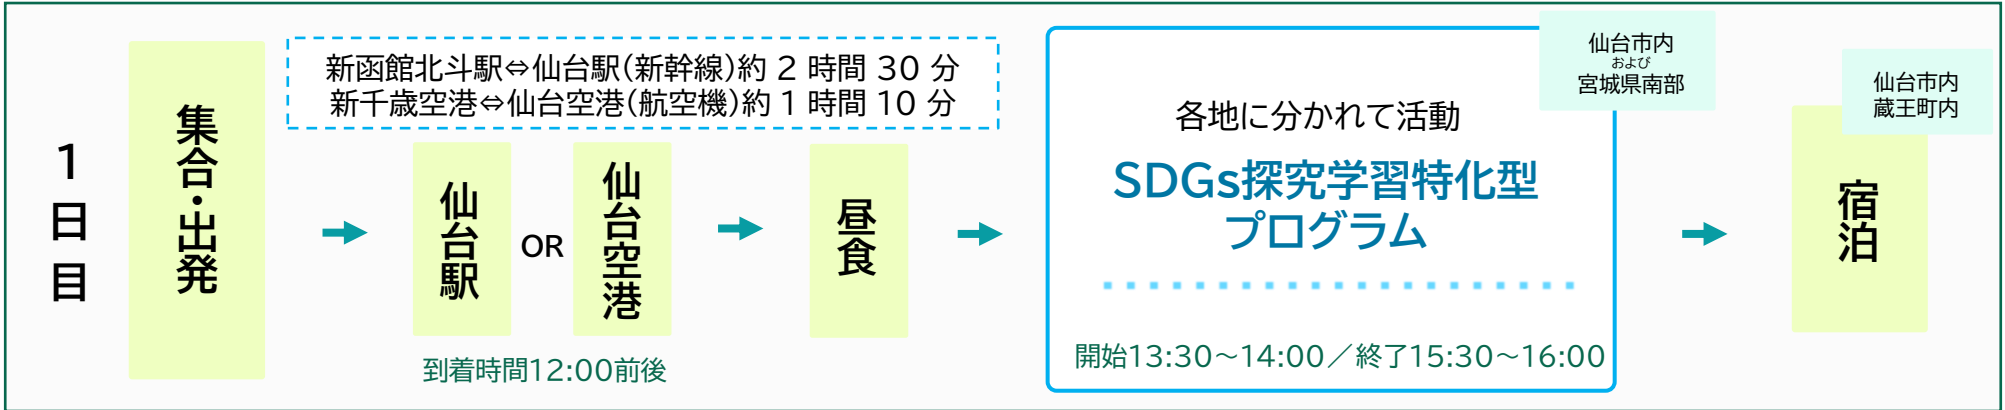 1日目
集合・出発
新函館北斗駅⇔仙台駅(新幹線)約 2 時間 30 分
新千歳空港⇔仙台空港(航空機)約 1 時間 10 分
仙台駅
OR
仙台空港
到着時間12:00前後
昼食
仙台市内
および
宮城県南部
各地に分かれて活動
SDGs探究学習特化型
プログラム
開始13:30～14:00／終了15:30～16:00
仙台市内
蔵王町内
宿泊